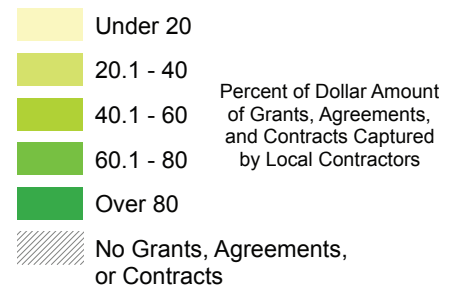 Under 20
20.1 - 40
40.1 - 60
60.1 - 80
Over 80
No Grants, Agreements,
or Contracts
Percent of Dollar Amount
of Grants, Agreements,
and Contracts Captured
by Local Contractors